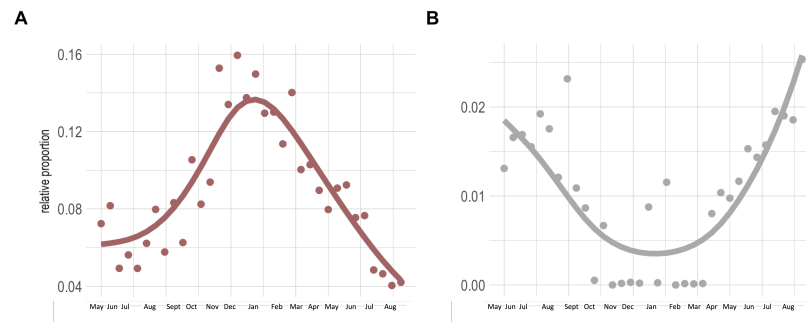 A
B
relative proportion
0.16
0.12
0.08
0.04
0.02
0.01
0.00
May Jun Jul Aug Sept Oct Nov Dec Jan Feb Mar Apr May Jun Jul Aug
May Jun Jul Aug Sept Oct Nov Dec Jan Feb Mar Apr May Jun Jul Aug